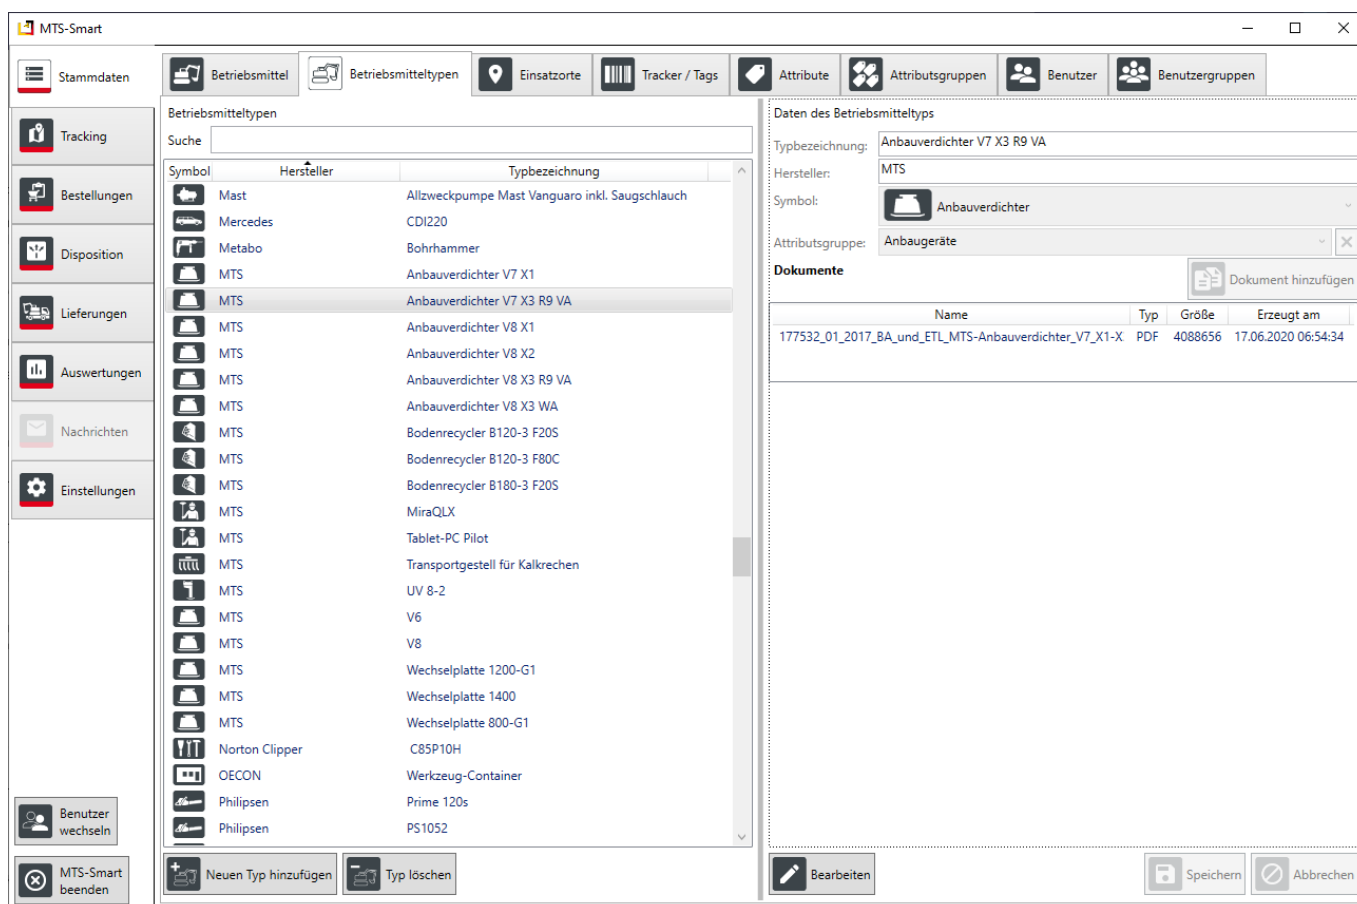 MTS-Smart
Stammdaten
Betriebsmittel
Betriebsmitteltypen
Einsatzorte
Tracker / Tags
Attribute
Attributsgruppen
Benutzer
Benutzergruppen
Tracking
Bestellungen
Disposition
Lieferungen
Auswertungen
Nachrichten
Einstellungen
Benutzer
wechseln
MTS-Smart
beenden
Betriebsmitteltypen
Suche
Symbol Hersteller Typbezeichnung
Mast Allzweckpumpe Mast Vanguaro inkl. Saugschlauch
Mercedes CDI220
Metabo Bohrhammer
MTS Anbauverdichter V7 X1
MTS Anbauverdichter V7 X3 R9 VA
MTS Anbauverdichter V8 X1
MTS Anbauverdichter V8 X2
MTS Anbauverdichter V8 X3 R9 VA
MTS Anbauverdichter V8 X3 WA
MTS Bodenrecycler B120-3 F20S
MTS Bodenrecycler B120-3 F80C
MTS Bodenrecycler B180-3 F20S
MTS MiraQLX
MTS Tablet-PC Pilot
MTS Transportgestell für Kalkrechen
MTS UV 8-2
MTS V6
MTS V8
MTS Wechselplatte 1200-G1
MTS Wechselplatte 1400
MTS Wechselplatte 800-G1
Norton Clipper C85P10H
OECON Werkzeug-Container
Philipsen Prime 120s
Philipsen PS1052
Neuen Typ hinzufügen
Typ löschen
Daten des Betriebsmitteltyps
Typbezeichnung: Anbauverdichter V7 X3 R9 VA
Hersteller: MTS
Symbol: Anbauverdichter
Attributsgruppe: Anbaugeräte
Dokumente
Dokument hinzufügen
Name Typ Größe Erzeugt am
177532_01_2017_BA_und_ETL_MTS-Anbauverdichter_V7_X1-X PDF 4088656 17.06.2020 06:54:34
Bearbeiten
Speichern
Abbrechen